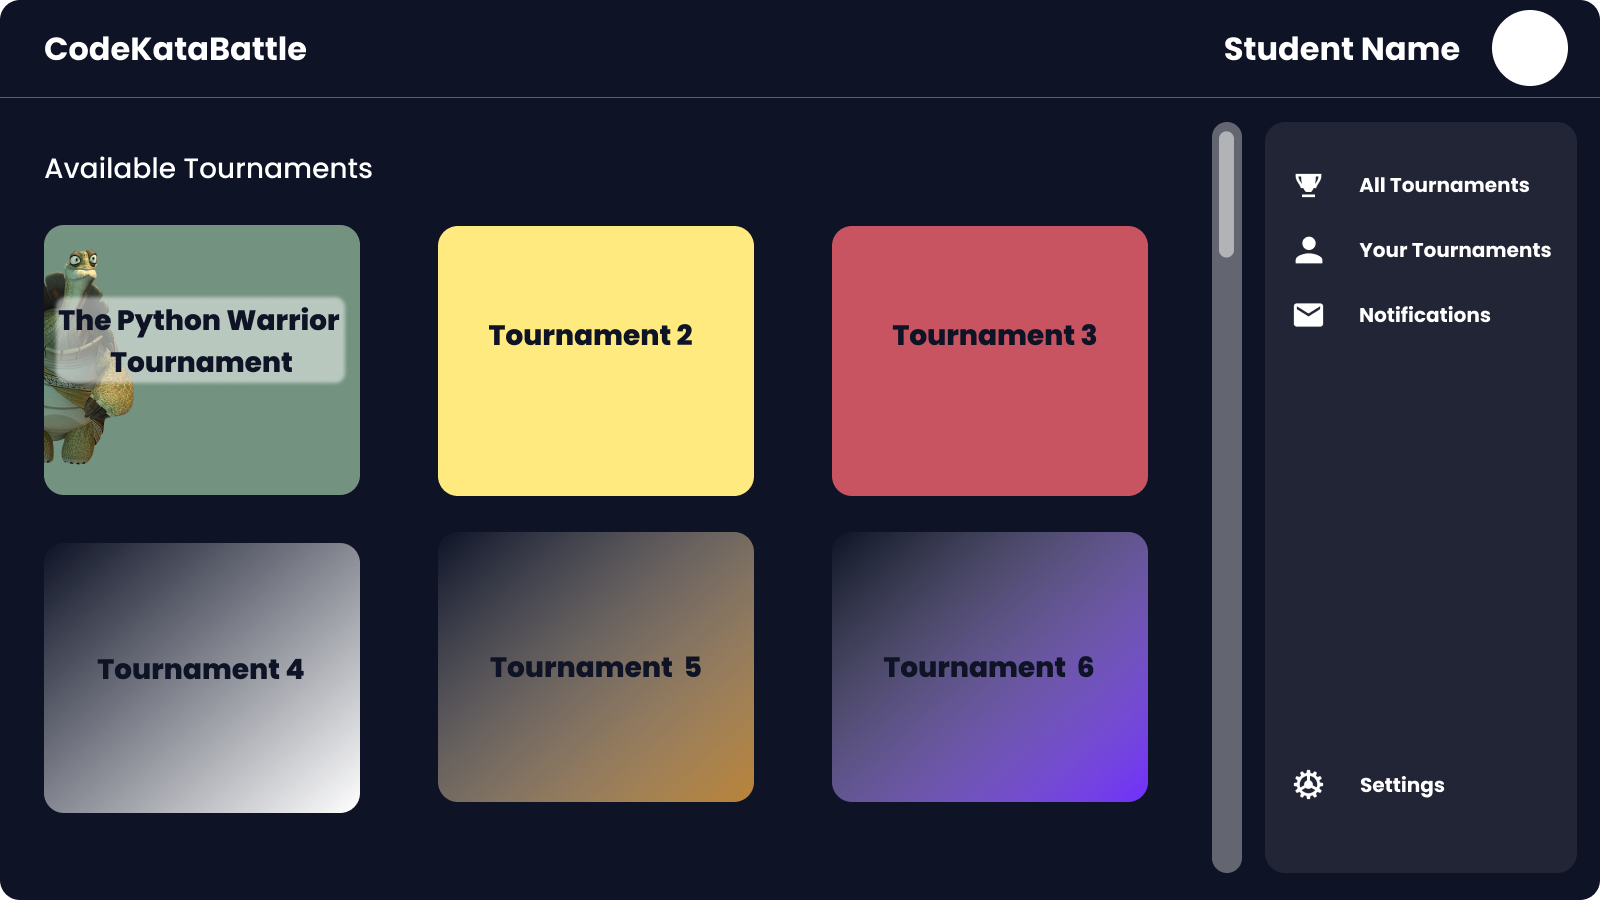 CodeKataBattle
Student Name
Available Tournaments
The Python Warrior
Tournament
Tournament 2
Tournament 3
Tournament 4
Tournament 5
Tournament 6
All Tournaments
Your Tournaments
Notifications
Settings